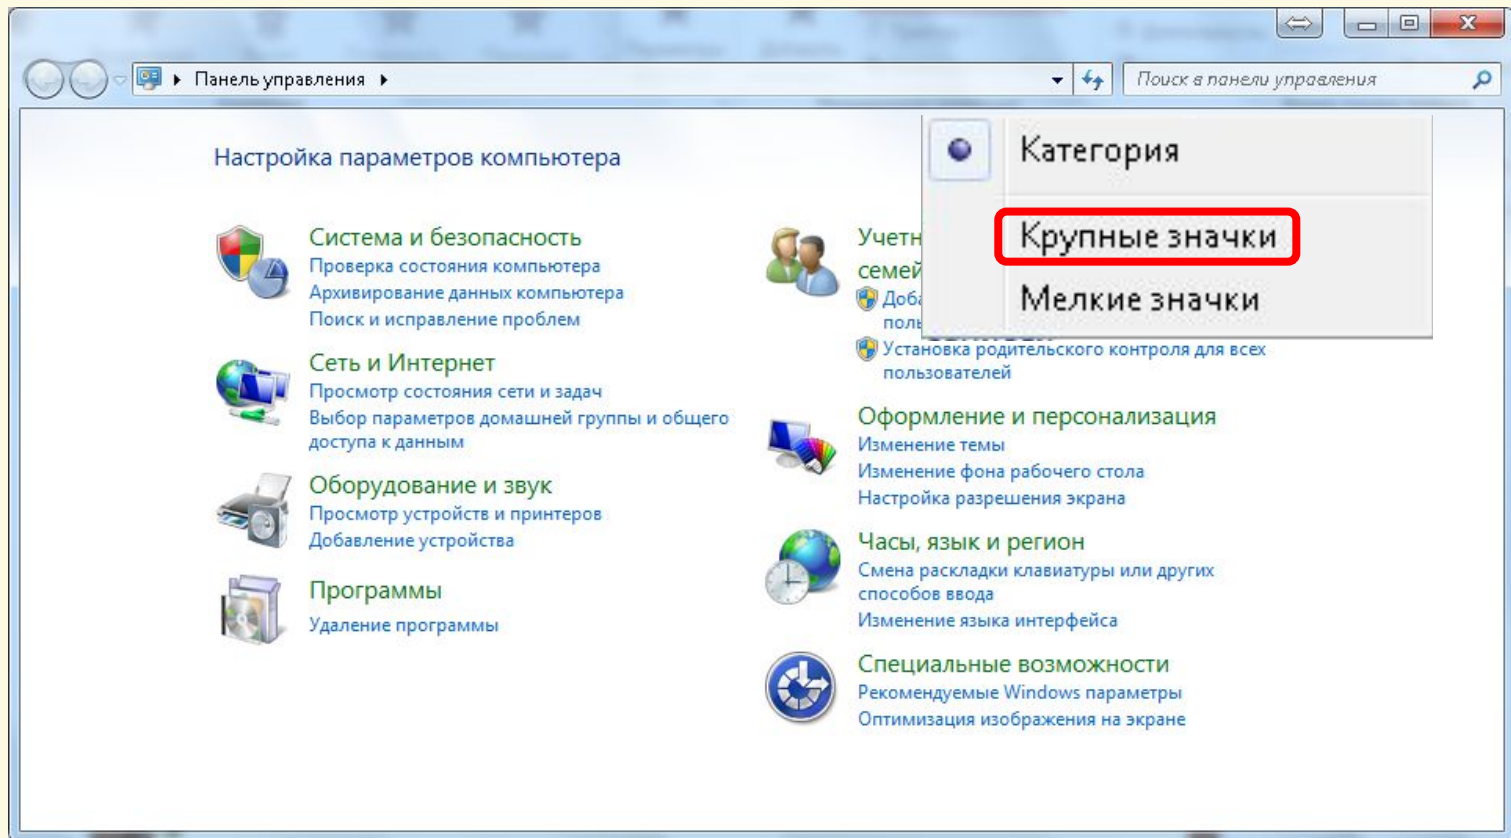 Панель управления
Поиск в панели управления
Настройка параметров компьютера
Категория
Крупные значки
Мелкие значки
Система и безопасность
Проверка состояния компьютера
Архивирование данных компьютера
Поиск и исправление проблем
Сеть и Интернет
Просмотр состояния сети и задач
Выбор параметров домашней группы и общего
доступа к данным
Оборудование и звук
Просмотр устройств и принтеров
Добавление устройства
Программы
Удаление программы
Установка родительского контроля для всех
пользователей
Оформление и персонализация
Изменение темы
Изменение фона рабочего стола
Настройка разрешения экрана
Часы, язык и регион
Смена раскладки клавиатуры или других
способов ввода
Изменение языка интерфейса
Специальные возможности
Рекомендуемые Windows параметры
Оптимизация изображения на экране